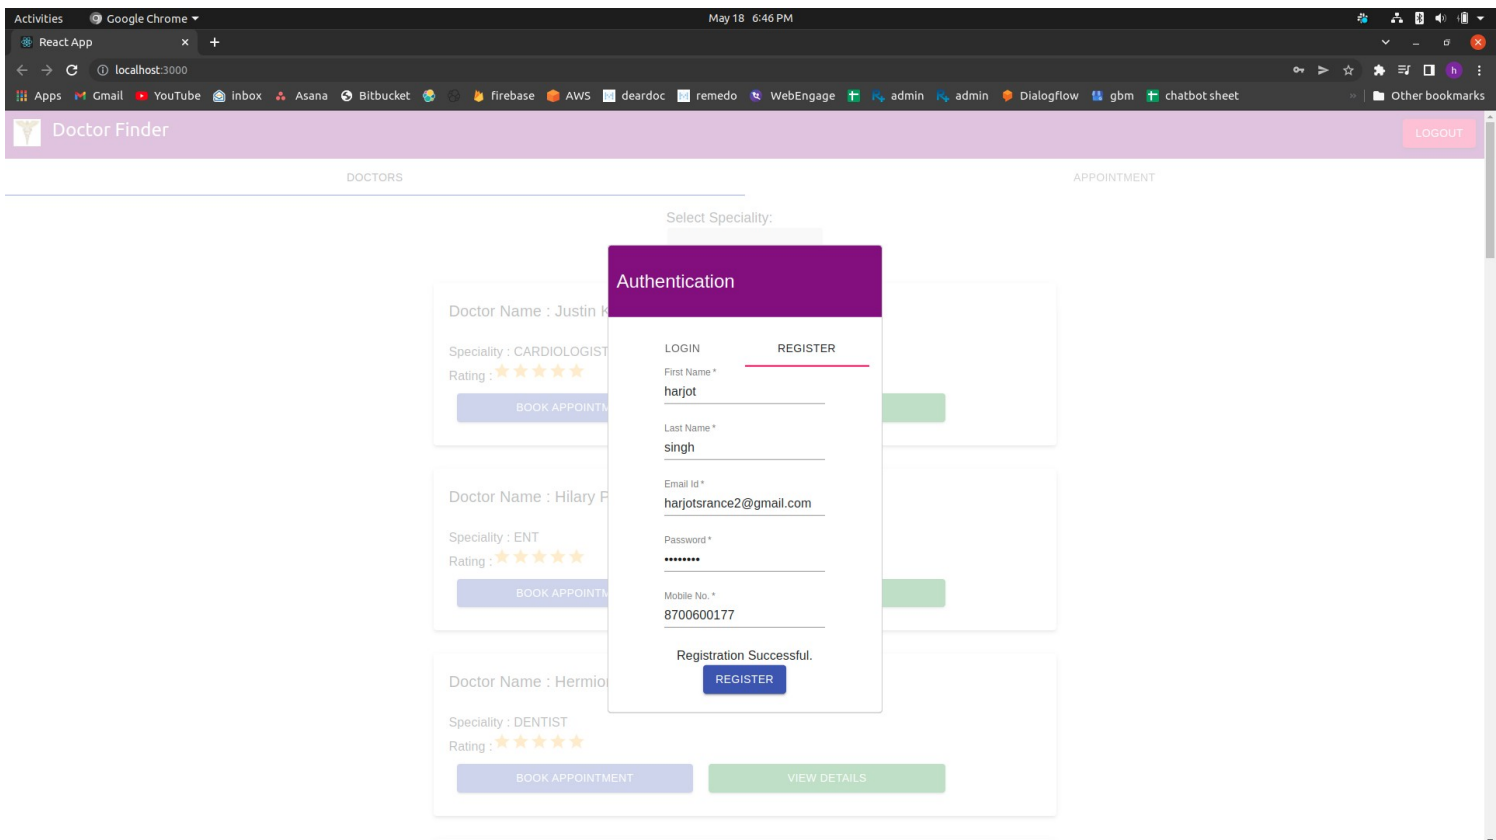 Activities Google Chrome May 18 6:46 PM
React App
localhost:3000 h
Apps Gmail YouTube inbox Asana Bitbucket firebase AWS deardoc remedo WebEngage admin admin Dialogflow gbm chatbot sheet Other bookmarks
Doctor Finder LOGOUT
DOCTORS APPOINTMENT
Select Speciality:
Authentication
Doctor Name : Justin
LOGIN REGISTER
Speciality : CARDIOLOGIST
First Name *
Rating :
harjot
BOOK
Last Name *
singh
Email Id *
Doctor Name : Hilary
harjotsrance2@gmail.com
Speciality : ENT
Password *
Rating :
••••••••
BOOK
Mobile No. *
8700600177
Registration Successful.
REGISTER
Doctor Name :
Speciality : DENTIST
Rating :
BOOK APPOINTMENT VIEW DETAILS